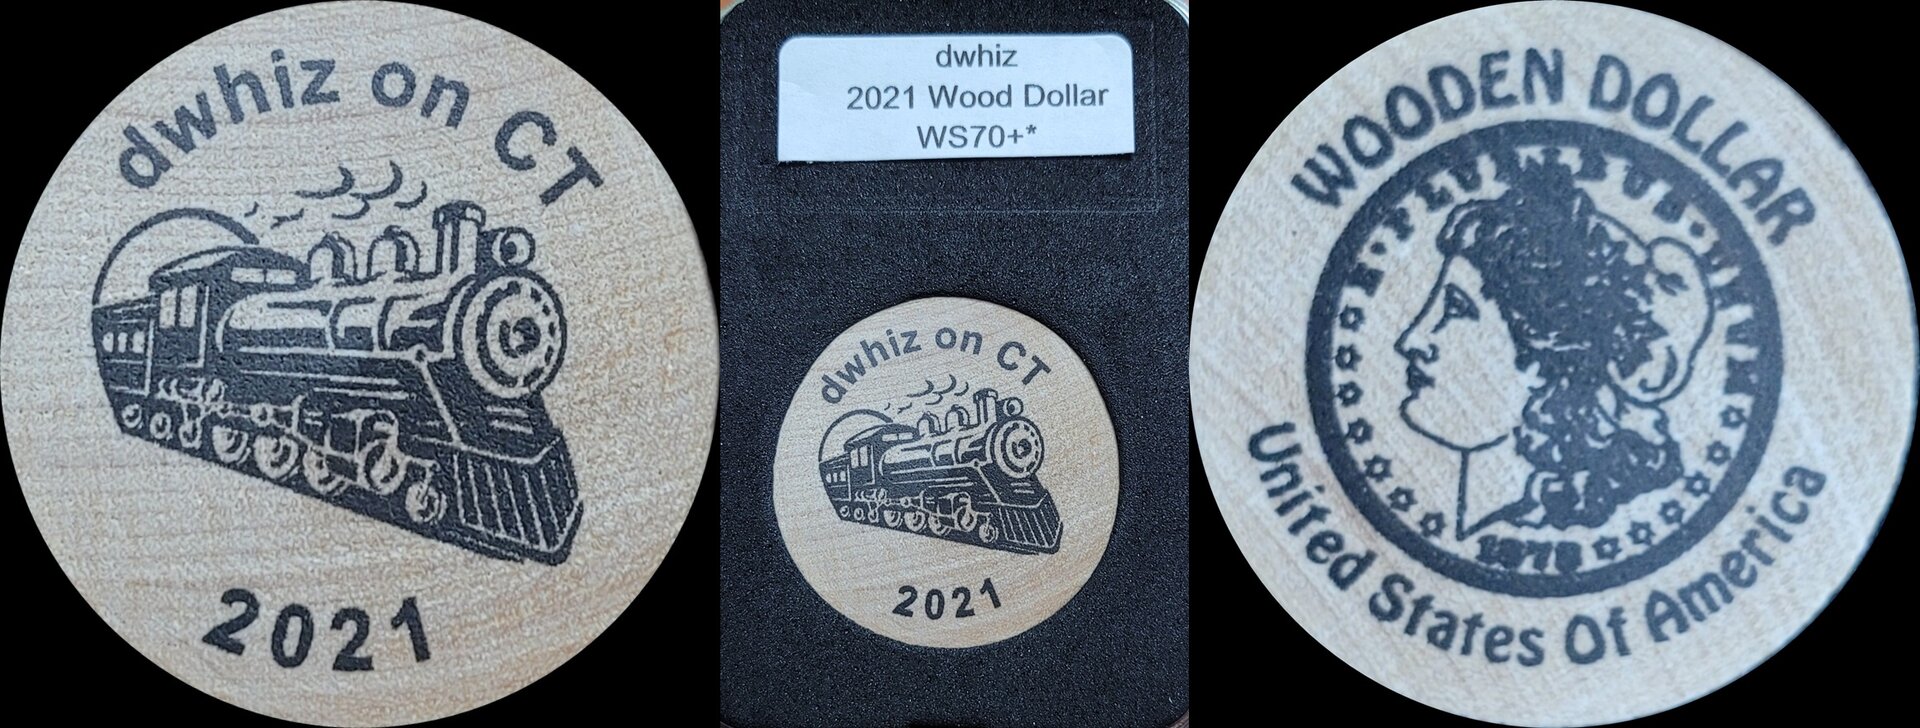 dwhiz on CT
2021
dwhiz
2021 Wood Dollar
WS70+*
dwhiz on CT
2021
WOODEN DOLLAR
1878
United States Of America